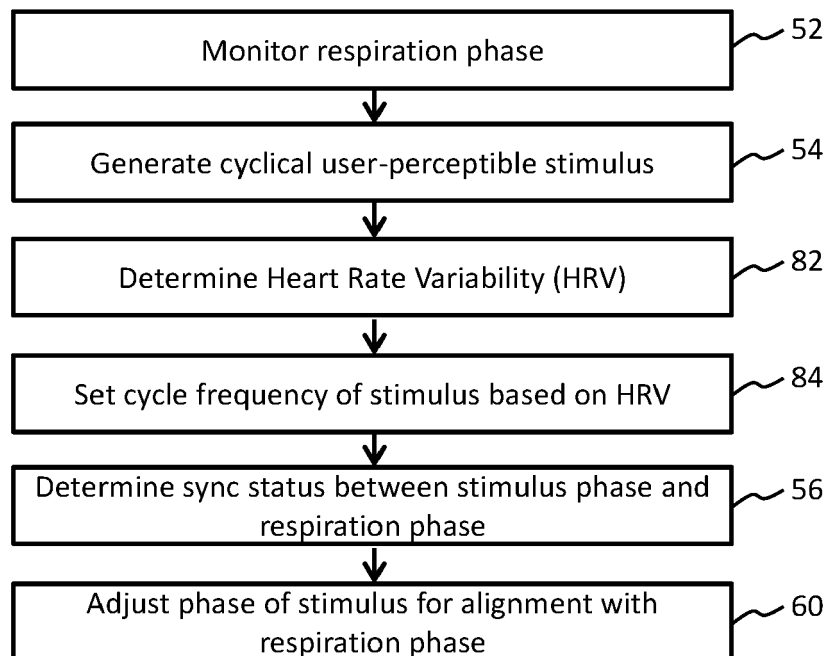 Monitor respiration phase
52
Generate cyclical user-perceptible stimulus
54
Determine Heart Rate Variability (HRV)
82
Set cycle frequency of stimulus based on HRV
84
Determine sync status between stimulus phase and
respiration phase
56
Adjust phase of stimulus for alignment with
respiration phase
60